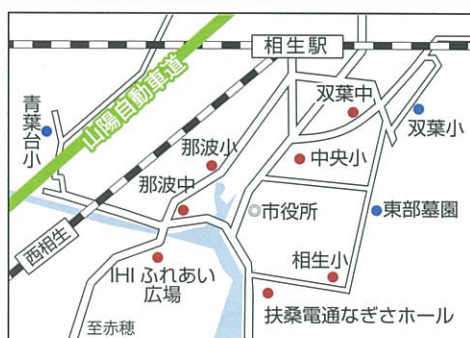 相生駅
山陽自動車道
青葉台小
双葉中
双葉小
那波小
中央小
那波中
市役所
東部墓園
西相生
IHI ふれあい
広場
相生小
扶桑電通なぎさホール
至赤穂